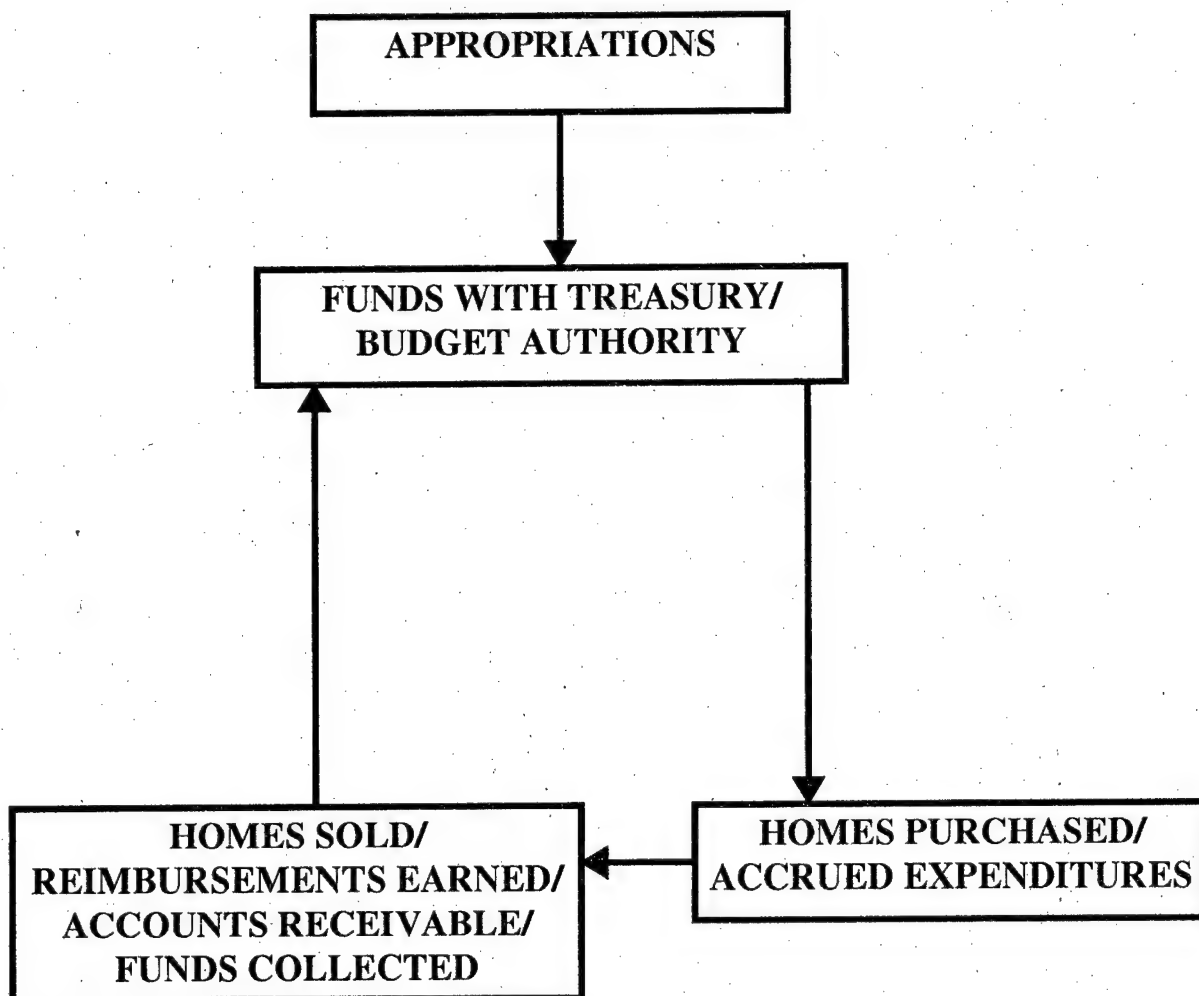 APPROPRIATIONS
FUNDS WITH TREASURY/
BUDGET AUTHORITY
HOMES SOLD/
REIMBURSEMENTS EARNED/
ACCOUNTS RECEIVABLE/
FUNDS COLLECTED
HOMES PURCHASED/
ACCRUED EXPENDITURES